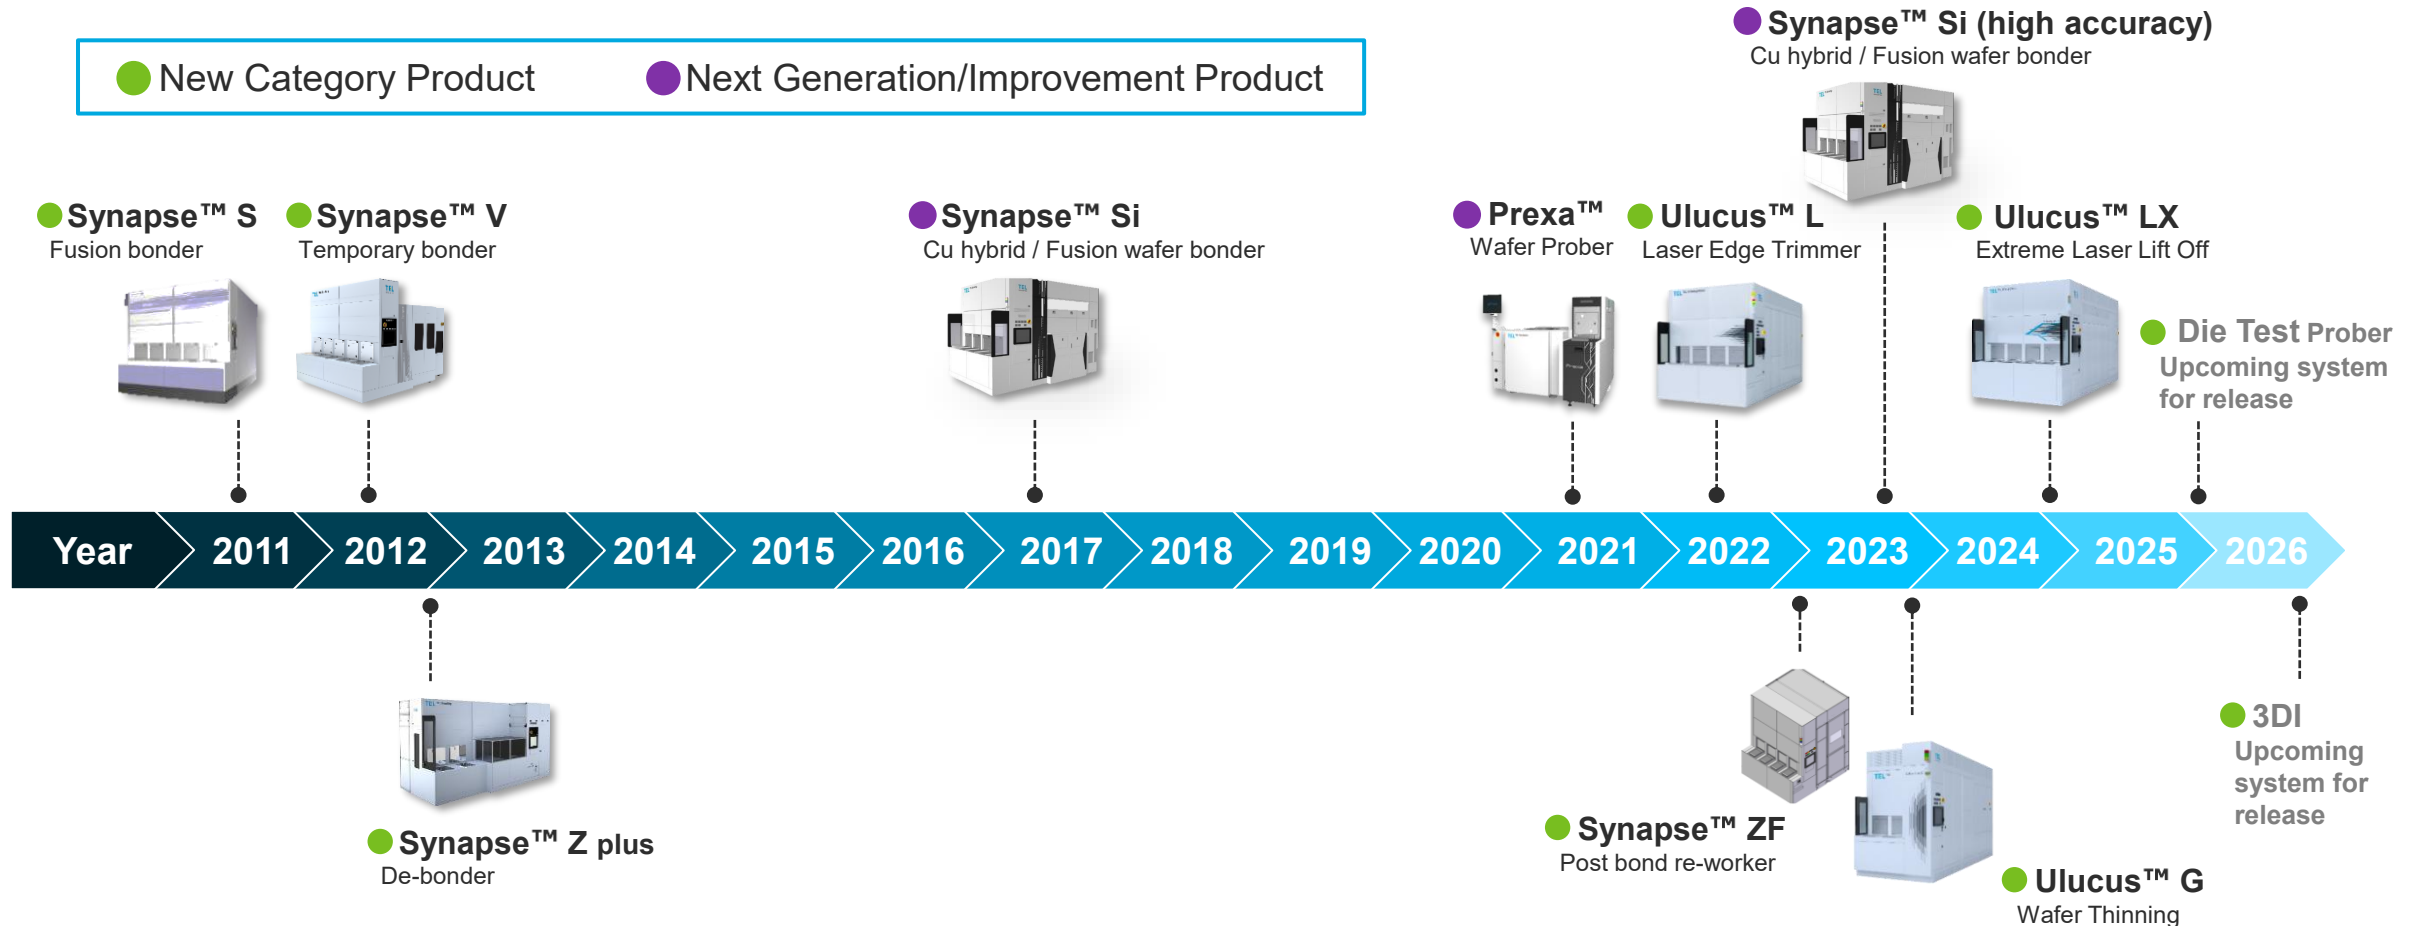 New Category Product
Next Generation/Improvement Product
Synapse™ Si (high accuracy)
Cu hybrid / Fusion wafer bonder
Synapse™ S
Fusion bonder
Synapse™ V
Temporary bonder
Synapse™ Si
Cu hybrid / Fusion wafer bonder
Prexa™
Wafer Prober
Ulucus™ L
Laser Edge Trimmer
Ulucus™ LX
Extreme Laser Lift Off
Die Test Prober
Upcoming system
for release
Year 2011 2012 2013 2014 2015 2016 2017 2018 2019 2020 2021 2022 2023 2024 2025 2026
Synapse™ Z plus
De-bonder
Synapse™ ZF
Post bond re-worker
Ulucus™ G
Wafer Thinning
3DI
Upcoming
system for
release